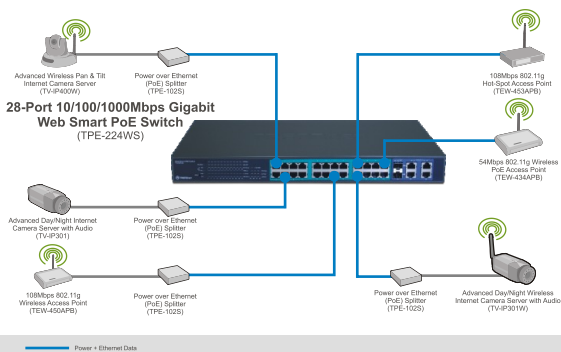 Advanced Wireless Pan & Tilt
Internet Camera Server
(TV-IP400W)
Power over Ethernet
(PoE) Splitter
(TPE-102S)
108Mbps 802.11g
Hot-Spot Access Point
(TEW-453APB)
28-Port 10/100/1000Mbps Gigabit
Web Smart PoE Switch
(TPE-224WS)
54Mbps 802.11g Wireless
PoE Access Point
(TEW-434APB)
Advanced Day/Night Internet
Camera Server with Audio
(TV-IP301)
Power over Ethernet
(PoE) Splitter
(TPE-102S)
108Mbps 802.11g
Wireless Access Point
(TEW-450APB)
Power over Ethernet
(PoE) Splitter
(TPE-102S)
Power over Ethernet
(PoE) Splitter
(TPE-102S)
Advanced Day/Night Wireless
Internet Camera Server with Audio
(TV-IP301W)
Power + Ethernet Data